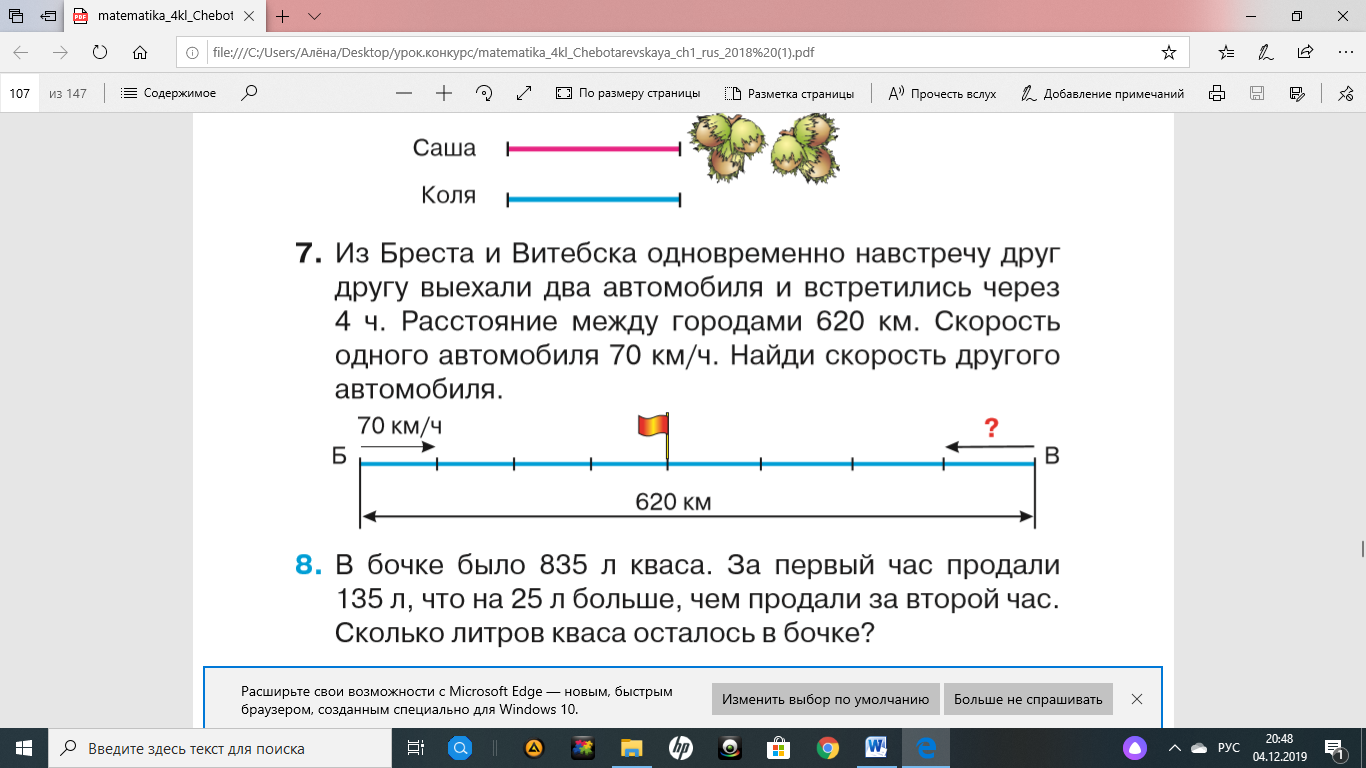 matematika_4kl_Chebot
file:///C:/Users/Алёна/Desktop/урок.конкурс/matematika_4kl_Chebotarevskaya_ch1_rus_2018%20(1).pdf
107 из 147 Содержимое По размеру страницы Разметка страницы Прочесть вслух Добавление примечаний
Саша
Коля
7. Из Бреста и Витебска одновременно навстречу друг
другу выехали два автомобиля и встретились через
4 ч. Расстояние между городами 620 км. Скорость
одного автомобиля 70 км/ч. Найди скорость другого
автомобиля.
70 км/ч ?
Б В
620 км
8. В бочке было 835 л кваса. За первый час продали
135 л, что на 25 л больше, чем продали за второй час.
Сколько литров кваса осталось в бочке?
Расширьте свои возможности с Microsoft Edge — новым, быстрым
браузером, созданным специально для Windows 10.
Изменить выбор по умолчанию Больше не спрашивать
Введите здесь текст для поиска
РУС
20:48
04.12.2019
1